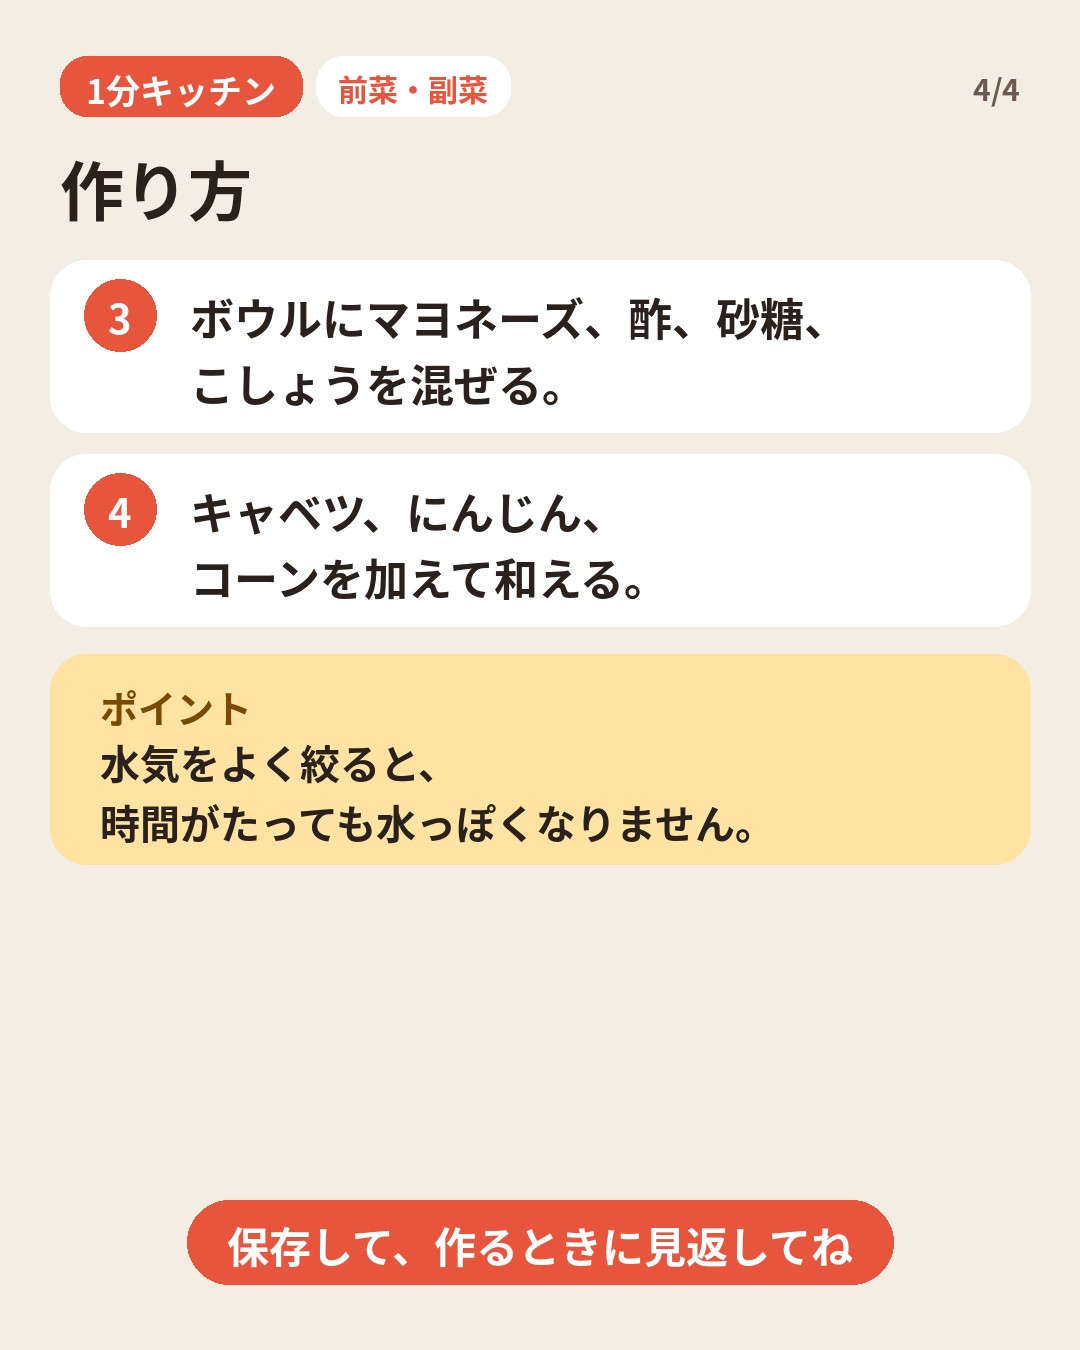 1分キッチン
前菜・副菜
4/4
作り方
3
ボウルにマヨネーズ、酢、砂糖、
こしょうを混ぜる。
4
キャベツ、にんじん、
コーンを加えて和える。
ポイント
水気をよく絞ると、
時間がたっても水っぽくなりません。
保存して、作るときに見返してね